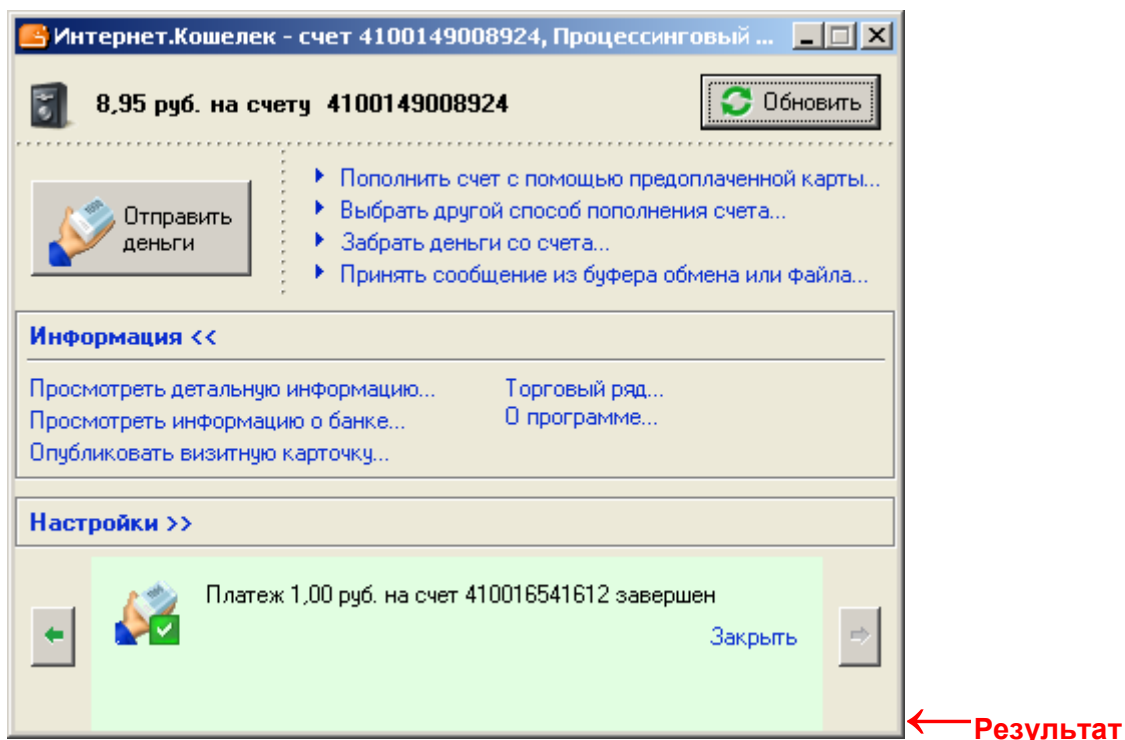 Интернет.Кошелек - счет 4100149008924, Процессинговый ...
8,95 руб. на счету 4100149008924
Обновить
Отправить
деньги
Пополнить счет с помощью предоплаченной карты...
Выбрать другой способ пополнения счета...
Забрать деньги со счета...
Принять сообщение из буфера обмена или файла...
Информация <<
Просмотреть детальную информацию...
Торговый ряд...
Просмотреть информацию о банке...
О программе...
Опубликовать визитную карточку...
Настройки >>
Платеж 1,00 руб. на счет 410016541612 завершен
Закрыть
Результат